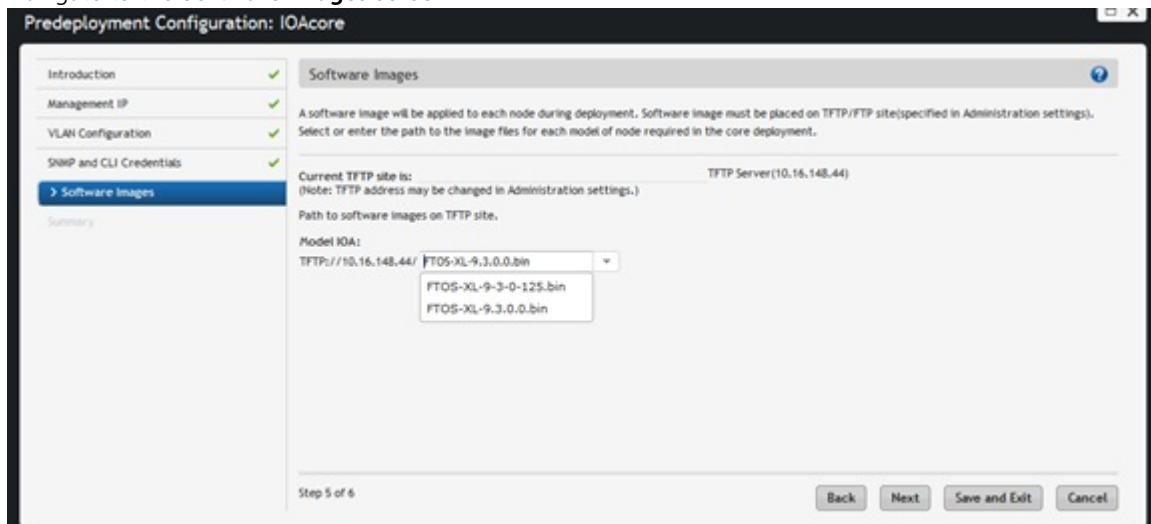 Predeployment Configuration: IOAcore
Introduction
Management IP
VLAN Configuration
SNMP and CLI Credentials
> Software Images
Summary
Software Images
A software image will be applied to each node during deployment. Software image must be placed on TFTP/FTP site(specified in Administration settings).
Select or enter the path to the image files for each model of node required in the core deployment.
Current TFTP site is: TFTP Server(10.16.148.44)
(Note: TFTP address may be changed in Administration settings.)
Path to software images on TFTP site.
Model IOA:
TFTP://10.16.148.44/ FTOS-XL-9.3.0.0.bin
FTOS-XL-9-3-0-125.bin
FTOS-XL-9.3.0.0.bin
Step 5 of 6
Back Next Save and Exit Cancel